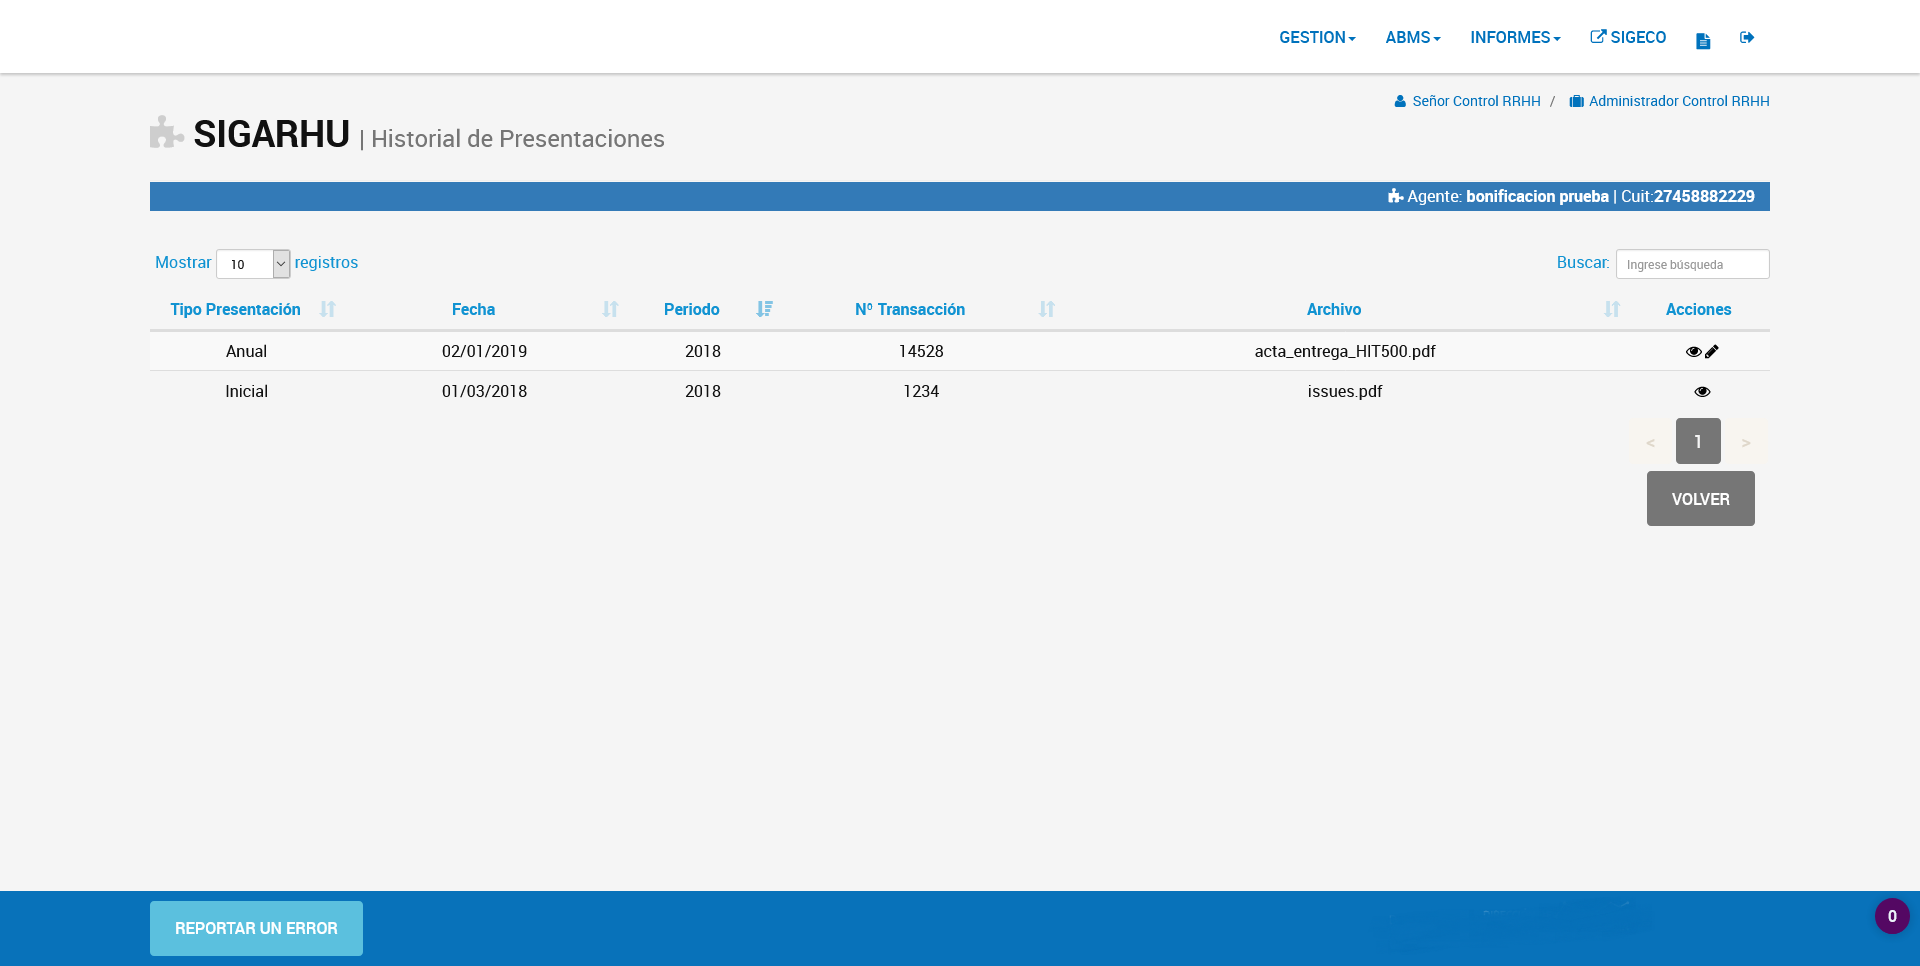 GESTION ABMS INFORMES SIGECO
Señor Control RRHH / Administrador Control RRHH
SIGARHU | Historial de Presentaciones
Agente: bonificacion prueba | Cuit:27458882229
Mostrar 10 registros Buscar: Ingrese búsqueda
Tipo Presentación Fecha Periodo Nº Transacción Archivo Acciones
Anual 02/01/2019 2018 14528 acta_entrega_HIT500.pdf
Inicial 01/03/2018 2018 1234 issues.pdf
< 1 >
VOLVER
REPORTAR UN ERROR 0